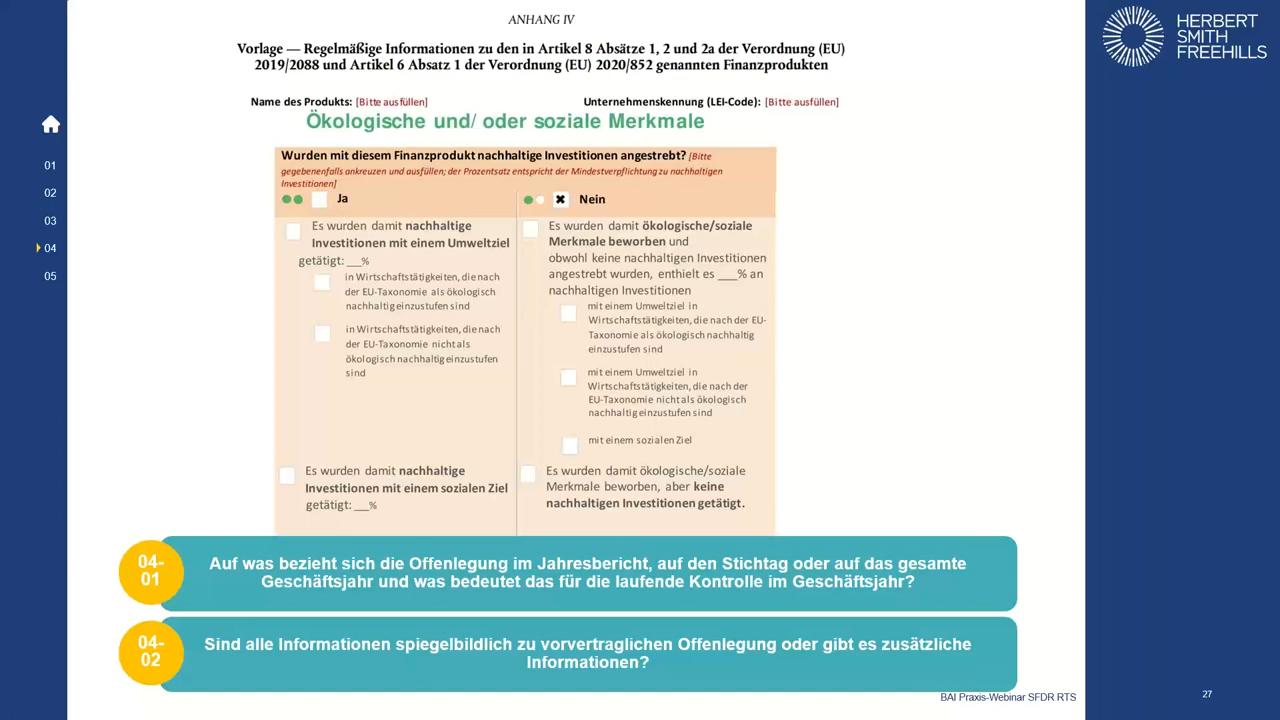 ANHANG IV
HERBERT
SMITH
FREEHILLS
Vorlage — Regelmäßige Informationen zu den in Artikel 8 Absätze 1, 2 und 2a der Verordnung (EU)
2019/2088 und Artikel 6 Absatz 1 der Verordnung (EU) 2020/852 genannten Finanzprodukten
Name des Produkts: [Bitte ausfüllen] Unternehmenskennung (LEI-Code): [Bitte ausfüllen]
Ökologische und/ oder soziale Merkmale
01
02
03
04
05
Wurden mit diesem Finanzprodukt nachhaltige Investitionen angestrebt? [Bitte
gegebenenfalls ankreuzen und ausfüllen; der Prozentsatz entspricht der Mindestverpflichtung zu nachhaltigen
Investitionen]
Ja
Es wurden damit nachhaltige
Investitionen mit einem Umweltziel
getätigt: ___%
in Wirtschaftstätigkeiten, die nach
der EU-Taxonomie als ökologisch
nachhaltig einzustufen sind
in Wirtschaftstätigkeiten, die nach
der EU-Taxonomie nicht als
ökologisch nachhaltig einzustufen
sind
Es wurden damit nachhaltige
Investitionen mit einem sozialen Ziel
getätigt: ___%
Nein
Es wurden damit ökologische/soziale
Merkmale beworben und
obwohl keine nachhaltigen Investitionen
angestrebt wurden, enthielt es ___% an
nachhaltigen Investitionen
mit einem Umweltziel in
Wirtschaftstätigkeiten, die nach der EU-
Taxonomie als ökologisch nachhaltig
einzustufen sind
mit einem Umweltziel in
Wirtschaftstätigkeiten, die nach der
EU-Taxonomie nicht als ökologisch
nachhaltig einzustufen sind
mit einem sozialen Ziel
Es wurden damit ökologische/soziale
Merkmale beworben, aber keine
nachhaltigen Investitionen getätigt.
04-
01
Auf was bezieht sich die Offenlegung im Jahresbericht, auf den Stichtag oder auf das gesamte
Geschäftsjahr und was bedeutet das für die laufende Kontrolle im Geschäftsjahr?
04-
02
Sind alle Informationen spiegelbildlich zu vorvertraglichen Offenlegung oder gibt es zusätzliche
Informationen?
BAI Praxis-Webinar SFDR RTS
27